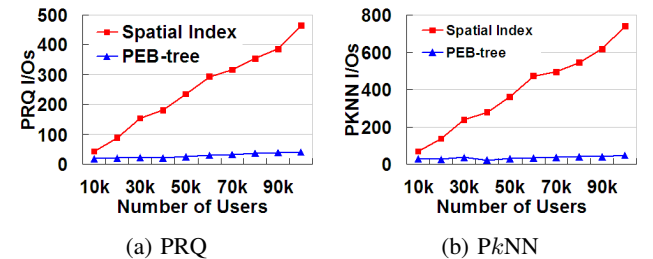 500
400
300
200
100
0
PRQ I/Os
Spatial Index
PEB-tree
10k 30k 50k 70k 90k
Number of Users
(a) PRQ
800
600
400
200
0
PKNN I/Os
Spatial Index
PEB-tree
10k 30k 50k 70k 90k
Number of Users
(b) PkNN